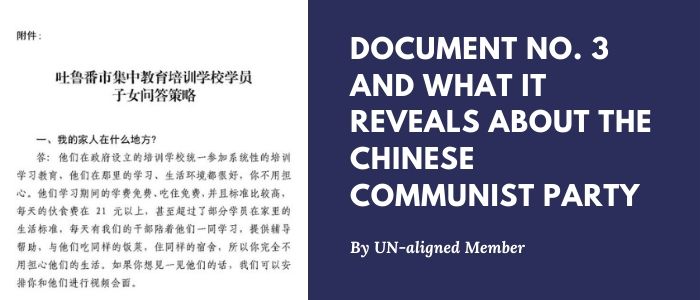 附件：
吐鲁番市集中教育培训学校学员
子女问答策略
一、我的家人在什么地方?
答：他们在政府设立的培训学校统一参加系统性的培训
学习教育，他们在那里的学习、生活环境都很好，你不用担
心。他们学习期间的学费免费、吃住免费，并且标准比较高，
每天的伙食费在 21 元以上，甚至超过了部分学员在家里的
生活标准，每天有我们的干部陪着他们一同学习，提供辅导
帮助，与他们吃同样的饭菜，住同样的宿舍，所以你完全不
用担心他们的生活。如果你想见一见他们的话，我们可以安
排你和他们进行视频会面。
DOCUMENT NO. 3
AND WHAT IT
REVEALS ABOUT THE
CHINESE
COMMUNIST PARTY
By UN-aligned Member